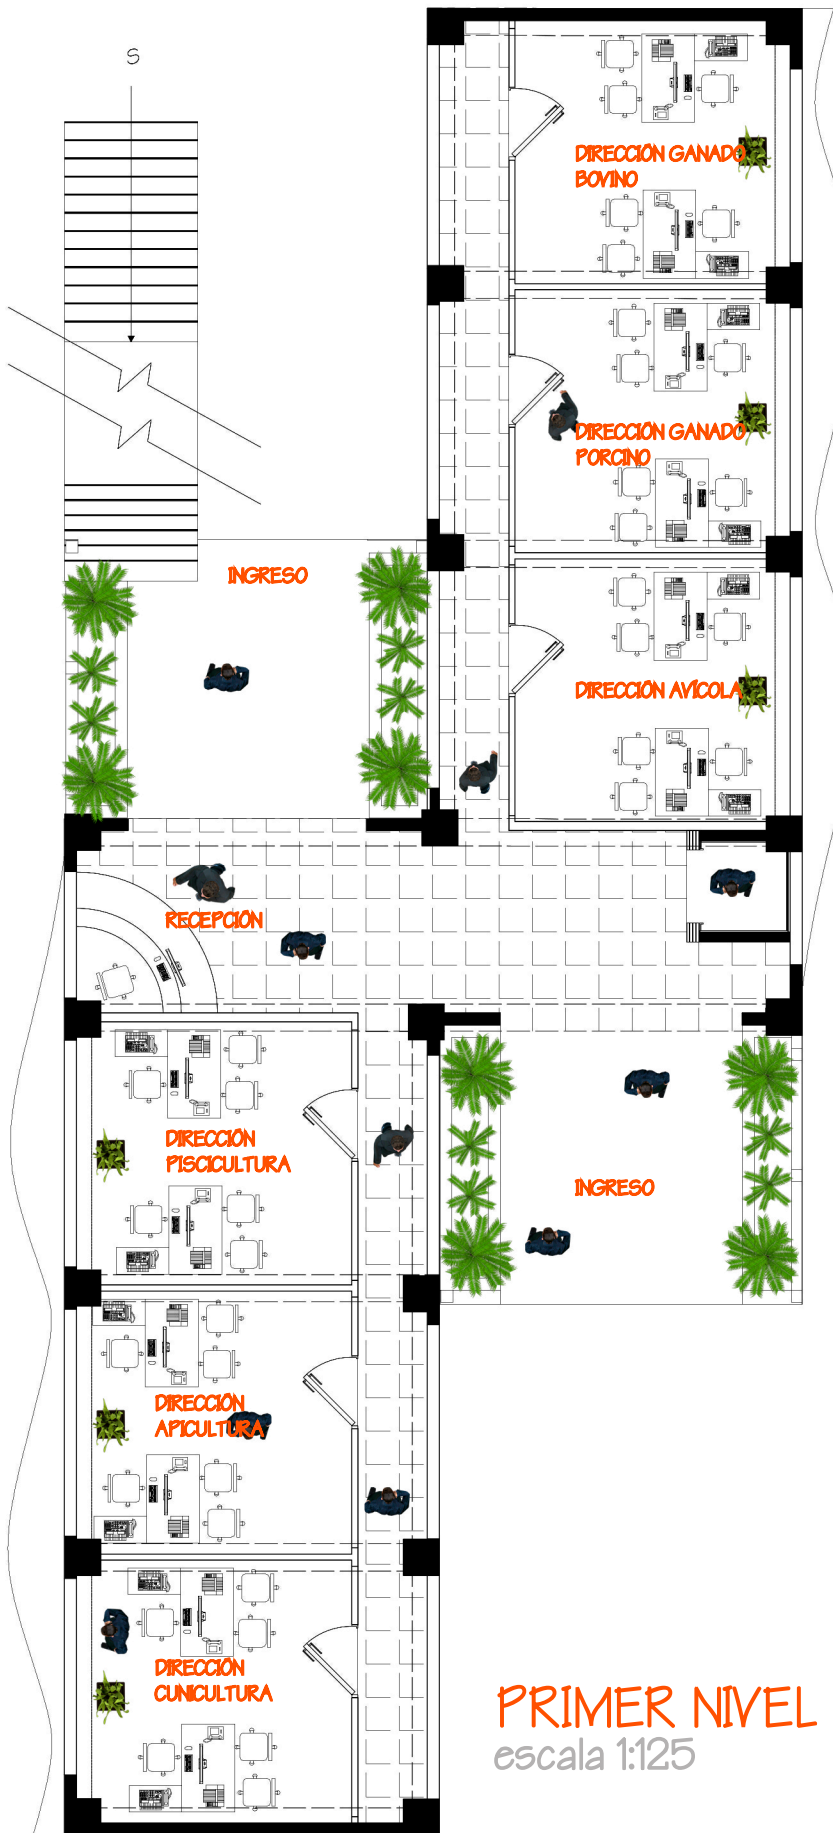 S
DIRECCIÓN GANADO
BOVINO
DIRECCIÓN GANADO
PORCINO
INGRESO
DIRECCIÓN AVÍCOLA
RECEPCIÓN
DIRECCIÓN
PISCICULTURA
INGRESO
DIRECCIÓN
APICULTURA
DIRECCIÓN
CUNICULTURA
PRIMER NIVEL
escala 1:125